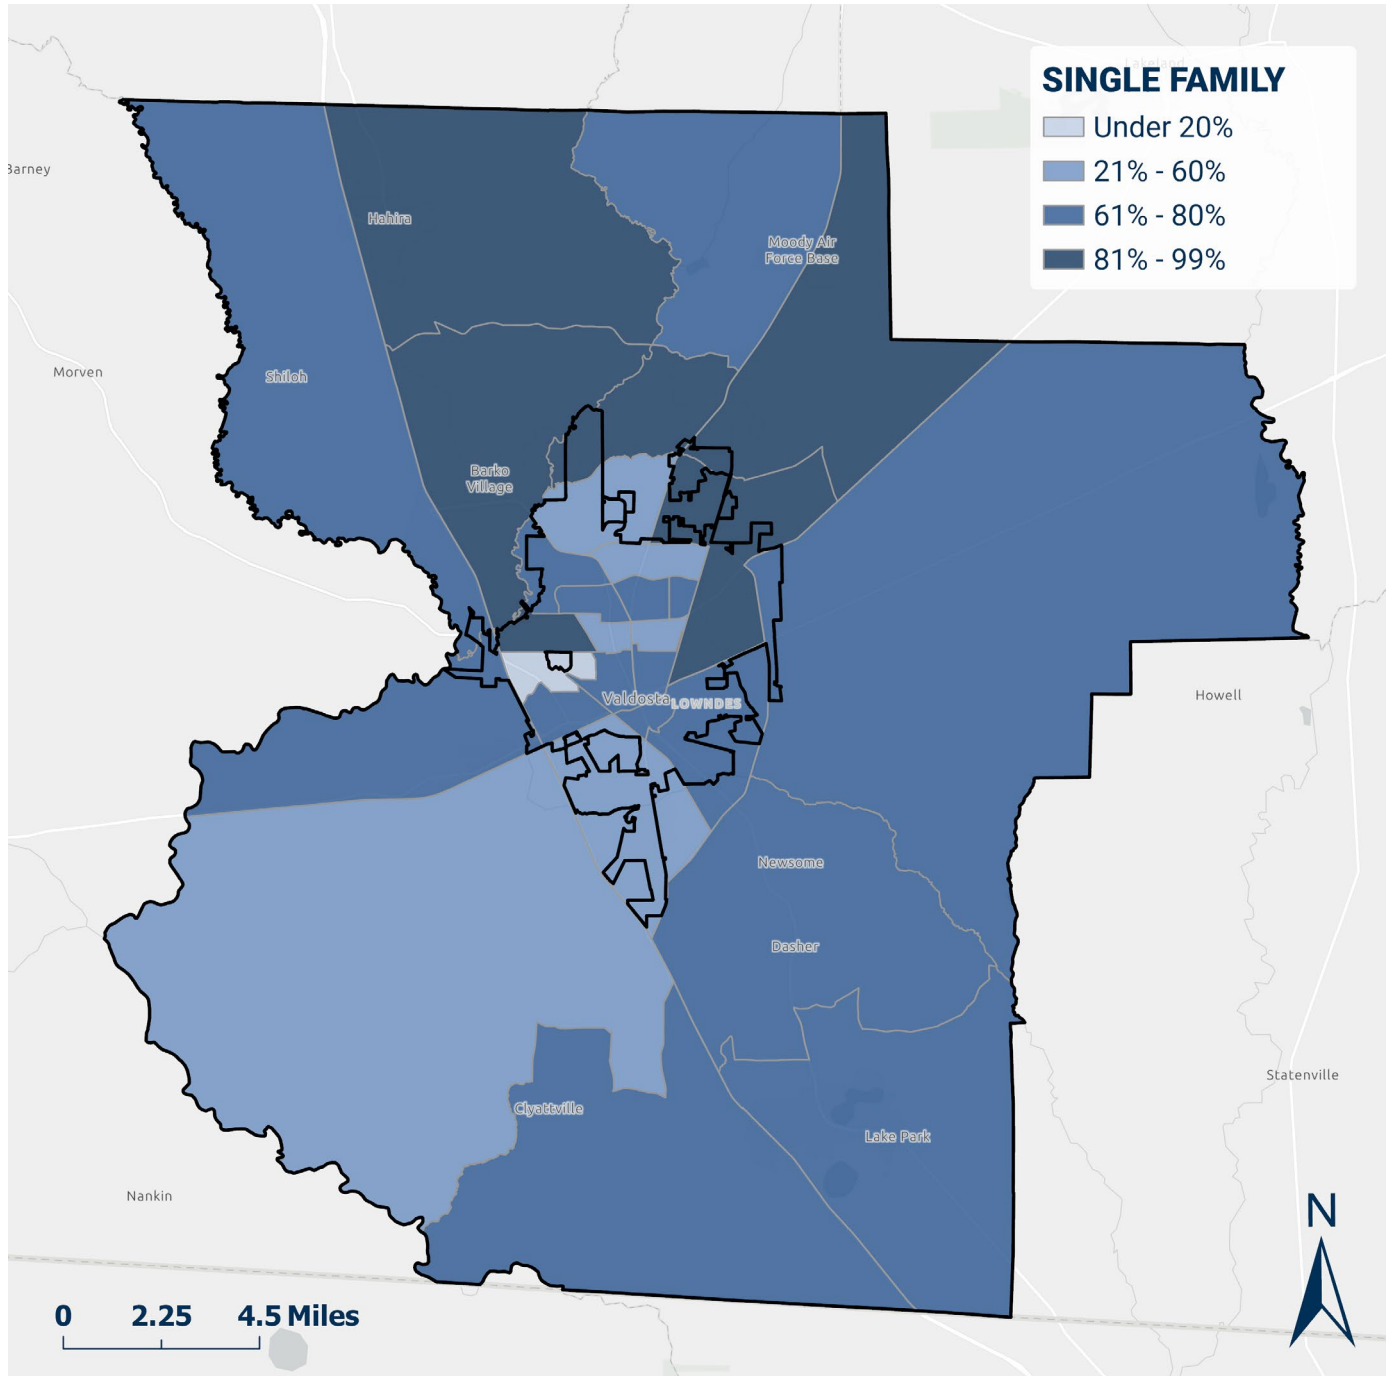 Lakeland
SINGLE FAMILY
Under 20%
21% - 60%
61% - 80%
81% - 99%
Barney
Hahira
Moody Air
Force Base
Morven
Shiloh
Barko
Village
Howell
Valdosta
LOWNDES
Newsome
Dasher
Statenville
Clyattville
Lake Park
Nankin
N
0 2.25 4.5 Miles